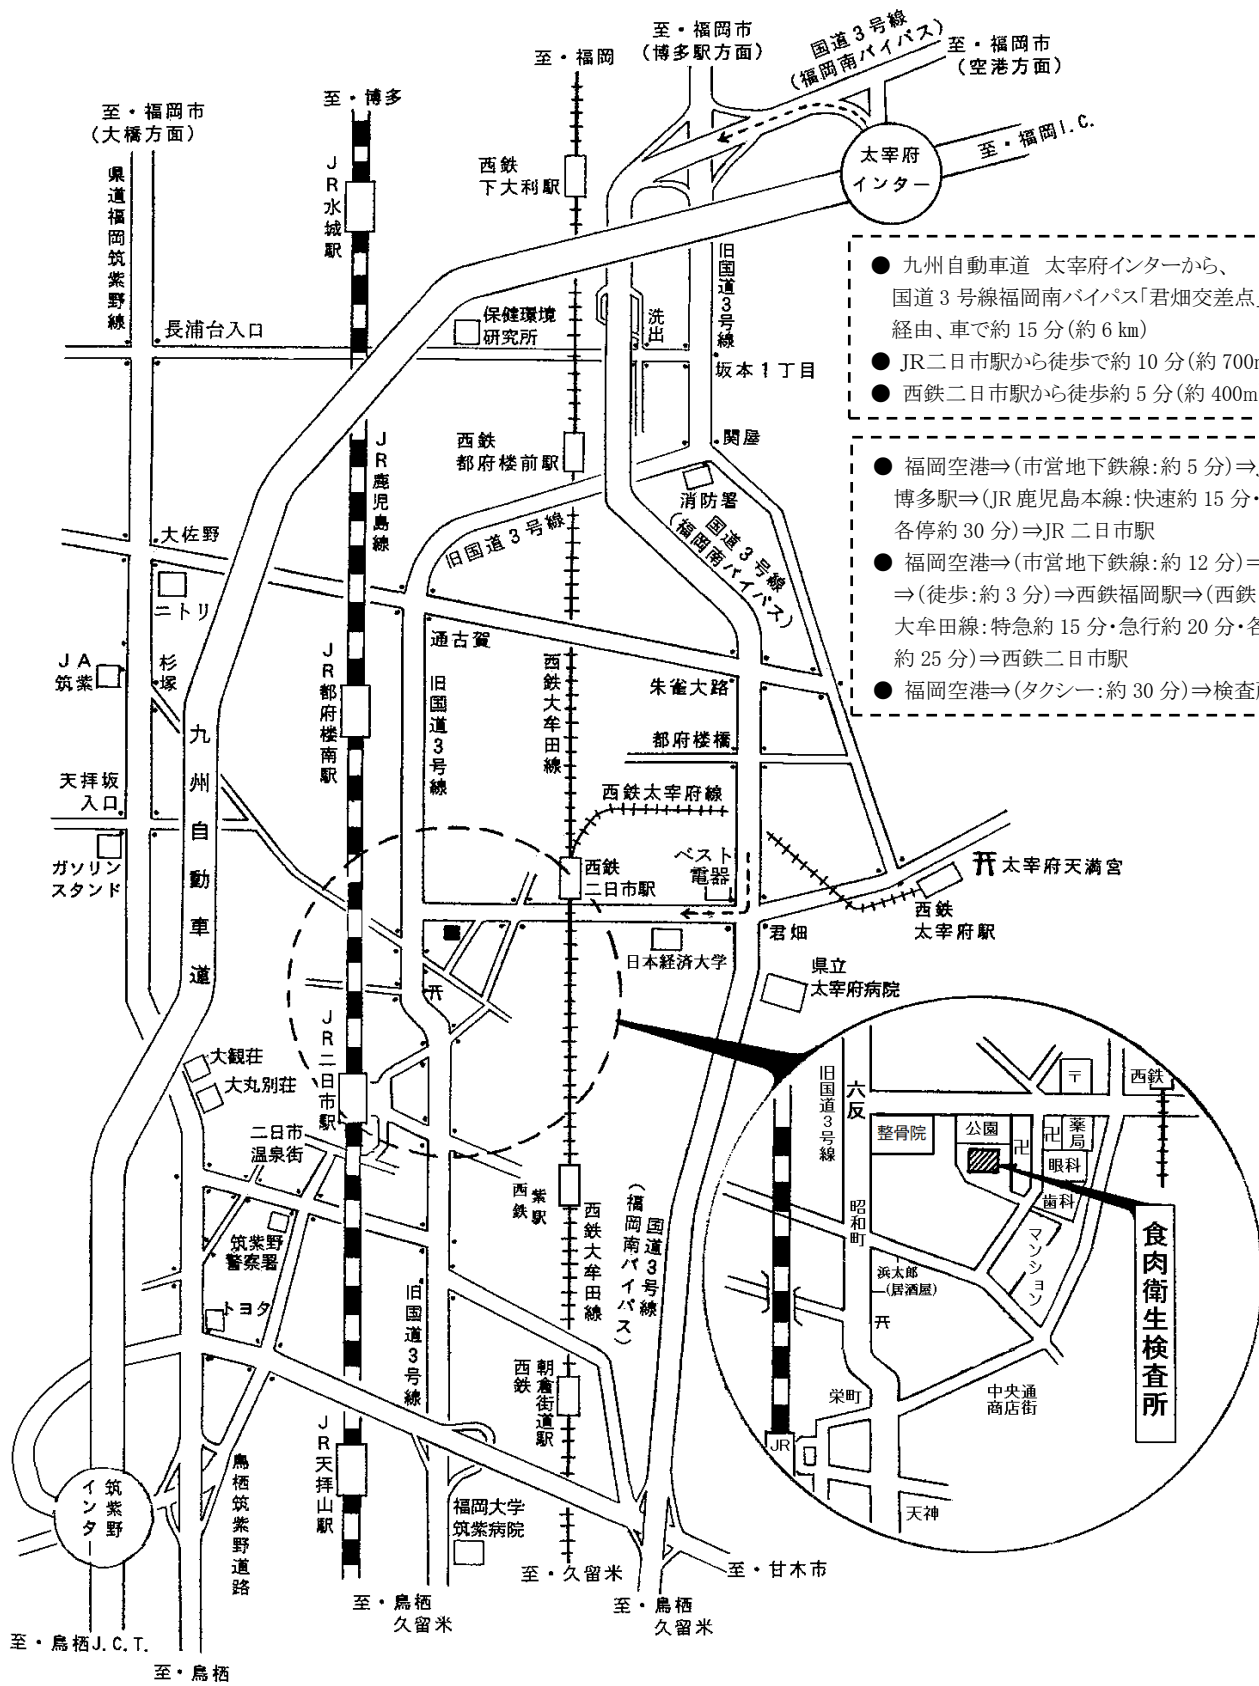 至・福岡市
(大橋方面)
至・博多
至・福岡
至・福岡市
(博多駅方面)
国道3号線
(福岡南バイパス)
至・福岡市
(空港方面)
至・福岡I.C.
太宰府
インター
県道福岡筑紫野線
JR水城駅
西鉄
下大利駅
旧国道3号線
長浦台入口
保健環境
研究所
洗出
坂本1丁目
● 九州自動車道 太宰府インターから、
国道3号線福岡南バイパス「君畑交差点」
経由、車で約15分(約6㎞)
● JR二日市駅から徒歩で約10分(約700m
● 西鉄二日市駅から徒歩約5分(約400m
● 福岡空港⇒(市営地下鉄線:約5分)⇒
博多駅⇒(JR鹿児島本線:快速約15分・
各停約30分)⇒JR二日市駅
● 福岡空港⇒(市営地下鉄線:約12分)⇒
⇒(徒歩:約3分)⇒西鉄福岡駅⇒(西鉄
大牟田線:特急約15分・急行約20分・各
約25分)⇒西鉄二日市駅
● 福岡空港⇒(タクシー:約30分)⇒検査所
JR鹿児島線
西鉄
都府楼前駅
関屋
消防署
旧国道3号線
国道3号線
(福岡南バイパス)
大佐野
ニトリ
通古賀
JA
筑紫
杉塚
JR都府楼南駅
旧国道3号線
西鉄大牟田線
朱雀大路
都府楼橋
九州自動車道
天拝坂
入口
西鉄太宰府線
ガソリン
スタンド
西鉄
二日市駅
ベスト
電器
太宰府天満宮
西鉄
太宰府駅
君畑
日本経済大学
県立
太宰府病院
大観荘
大丸別荘
JR二日市駅
二日市
温泉街
西鉄
紫駅
西鉄大牟田線
国道3号線
(福岡南バイパス)
筑紫野
警察署
トヨタ
旧国道3号線
西鉄
朝倉街道駅
JR天拝山駅
鳥栖筑紫野道路
筑紫野
インター
福岡大学
筑紫病院
至・久留米
至・甘木市
至・鳥栖
久留米
至・鳥栖
久留米
至・鳥栖J.C.T.
至・鳥栖
旧国道3号線
六反
〒
西鉄
整骨院
公園
卍
卍
薬局
眼科
歯科
マンション
昭和町
浜太郎
(居酒屋)
栄町
中央通
商店街
JR
天神
食肉衛生検査所